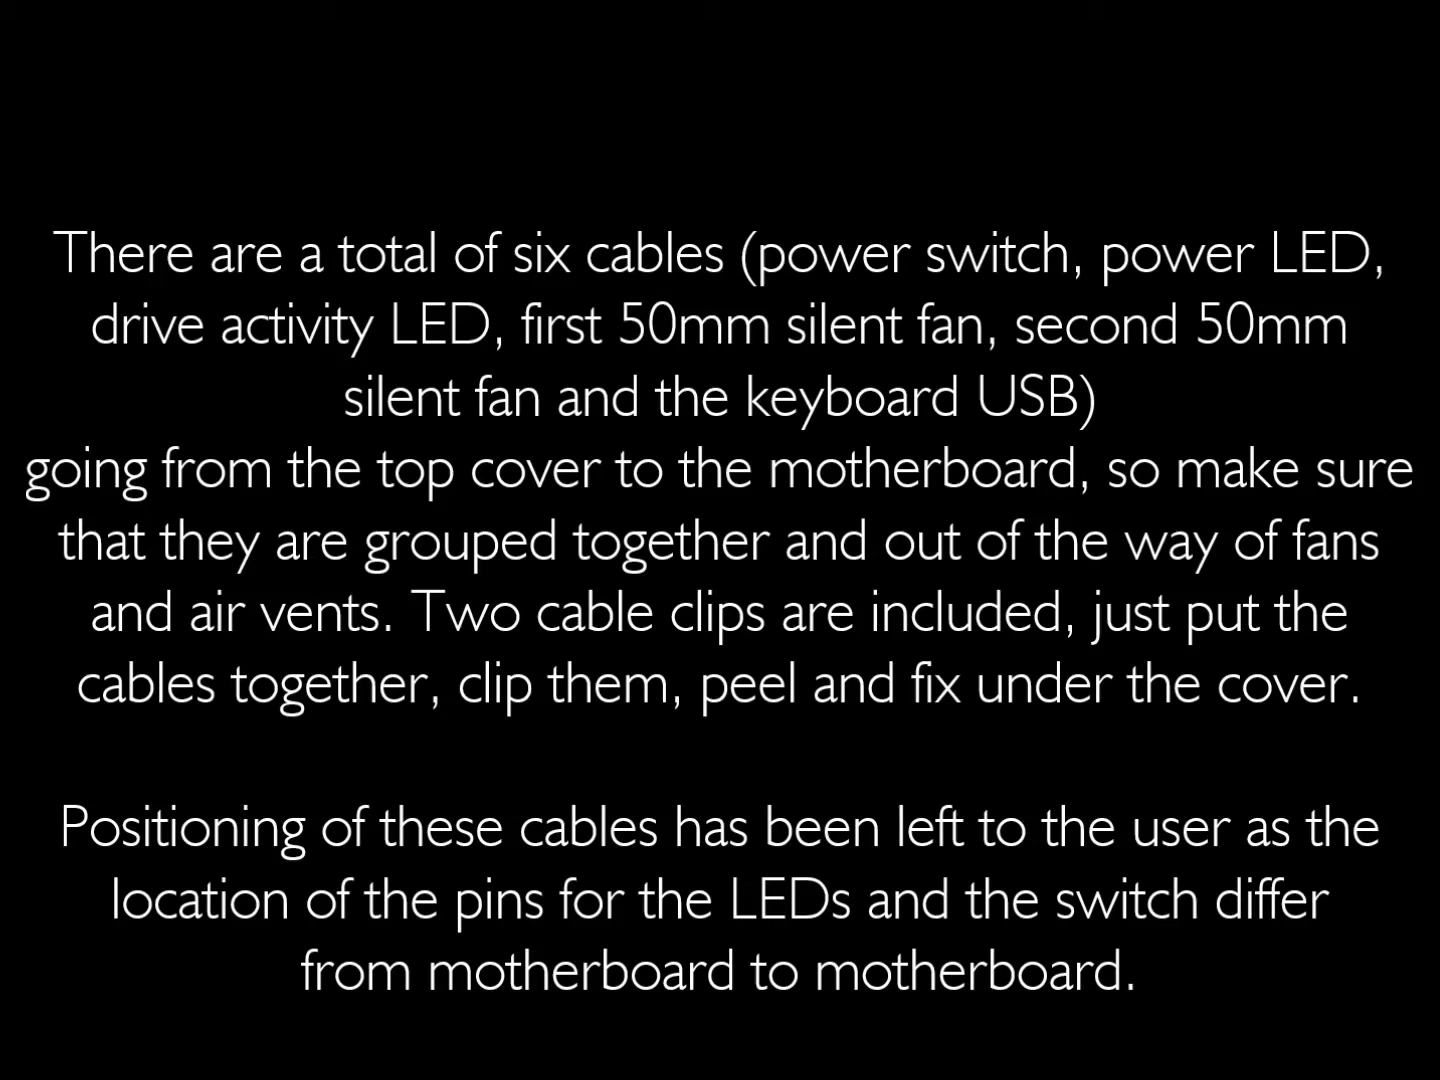 There are a total of six cables (power switch, power LED,
drive activity LED, first 50mm silent fan, second 50mm
silent fan and the keyboard USB)
going from the top cover to the motherboard, so make sure
that they are grouped together and out of the way of fans
and air vents. Two cable clips are included, just put the
cables together, clip them, peel and fix under the cover.
Positioning of these cables has been left to the user as the
location of the pins for the LEDs and the switch differ
from motherboard to motherboard.